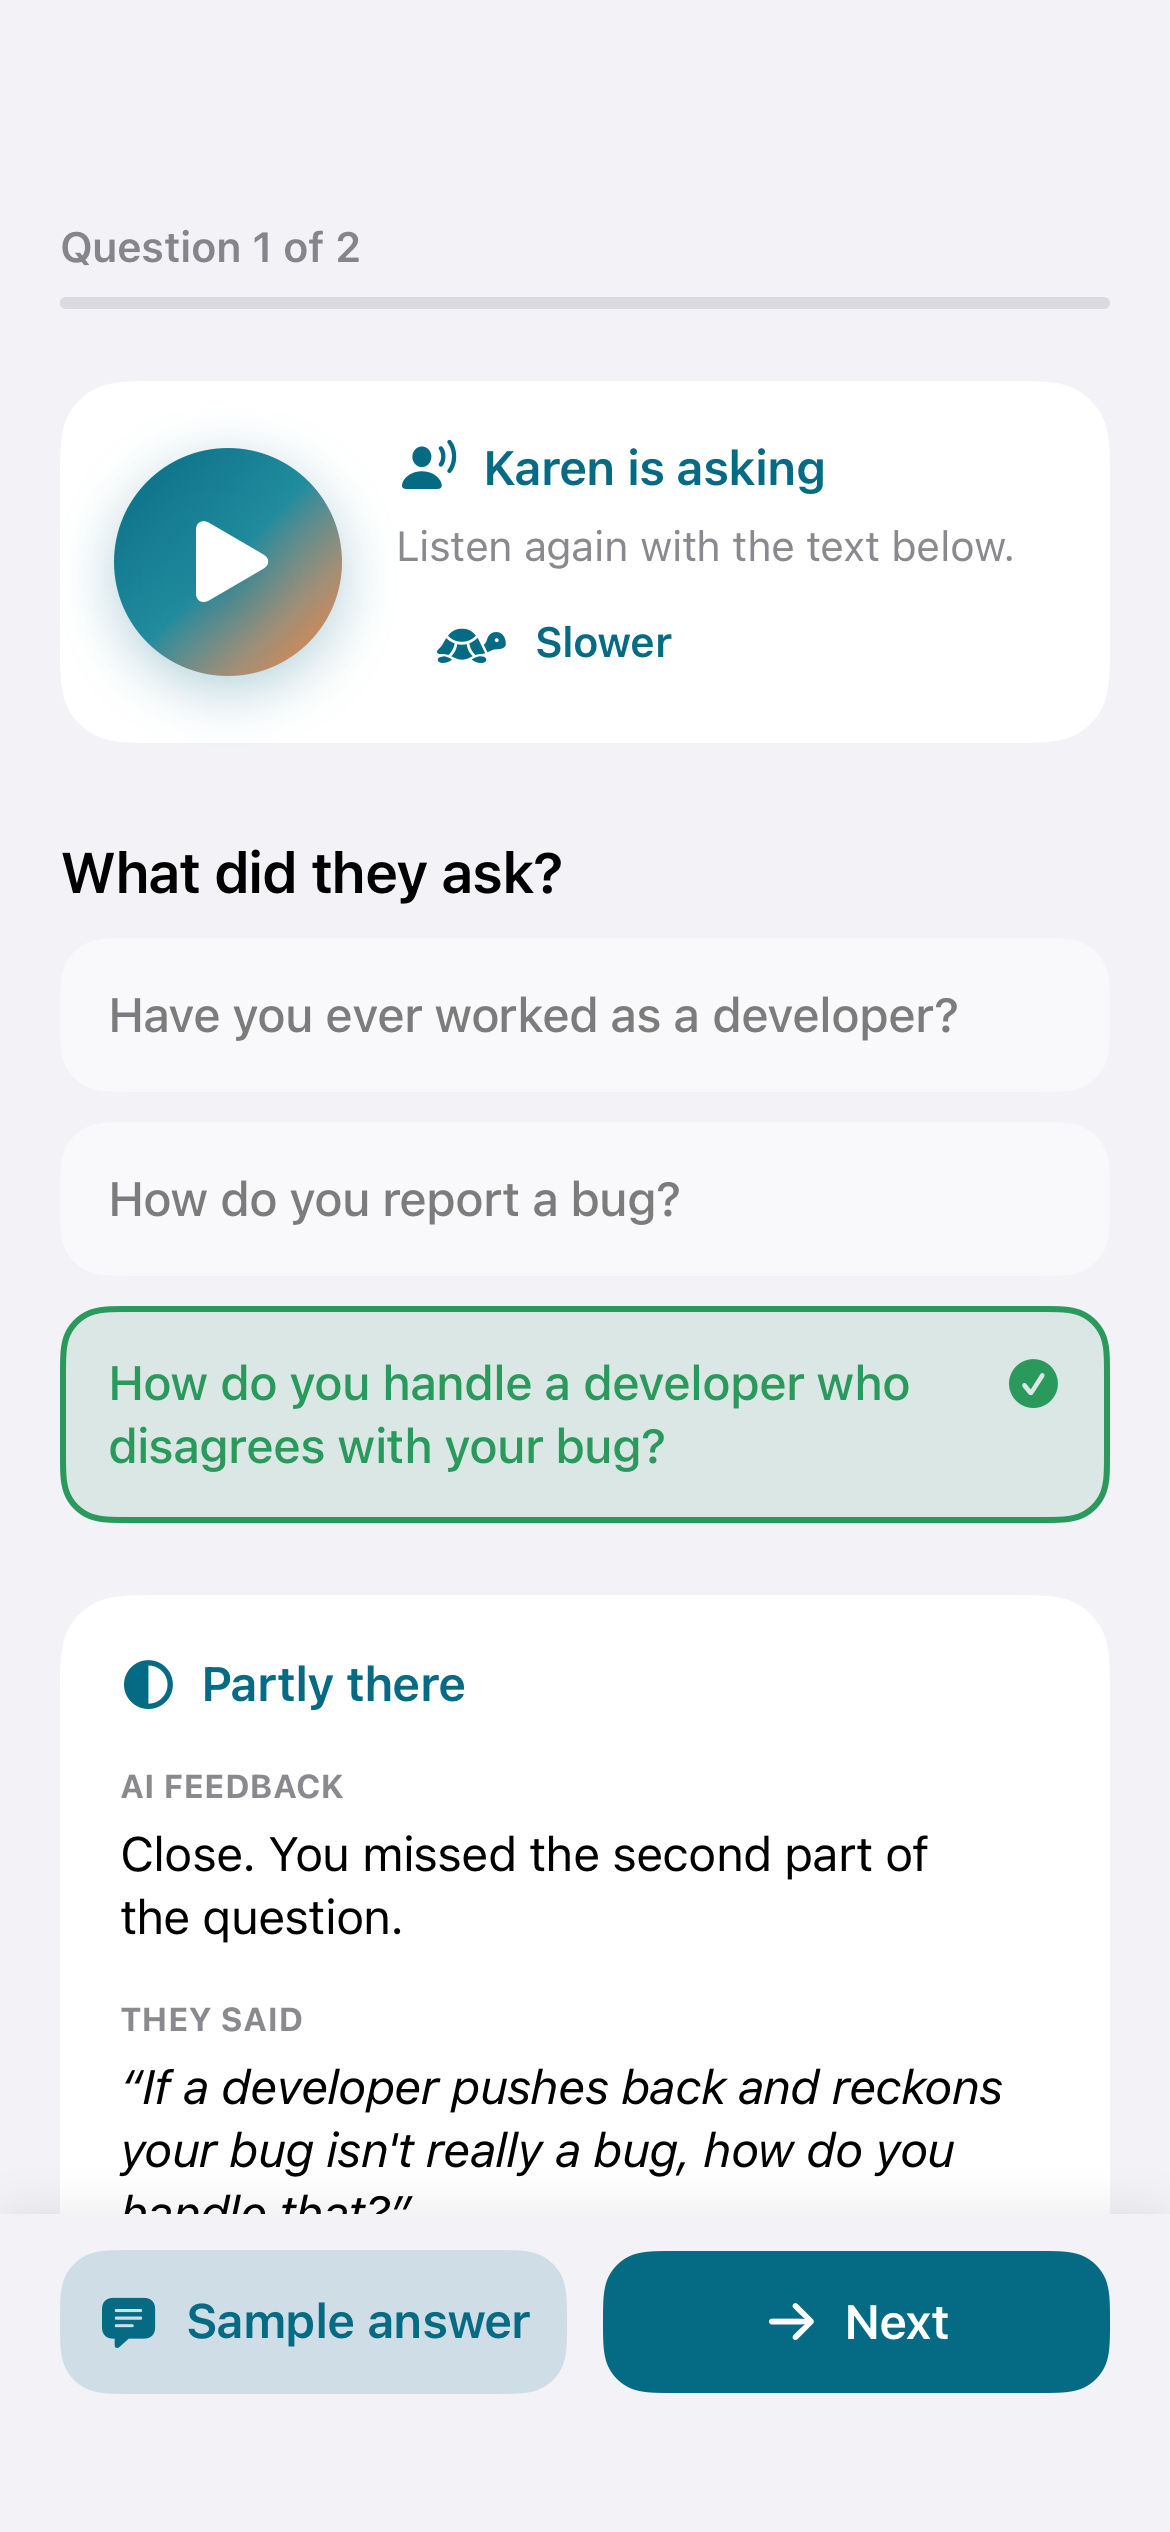 Question 1 of 2
Karen is asking
Listen again with the text below.
Slower
What did they ask?
Have you ever worked as a developer?
How do you report a bug?
How do you handle a developer who
disagrees with your bug?
Partly there
AI FEEDBACK
Close. You missed the second part of
the question.
THEY SAID
“If a developer pushes back and reckons
your bug isn't really a bug, how do you
handle that?”
Sample answer
Next